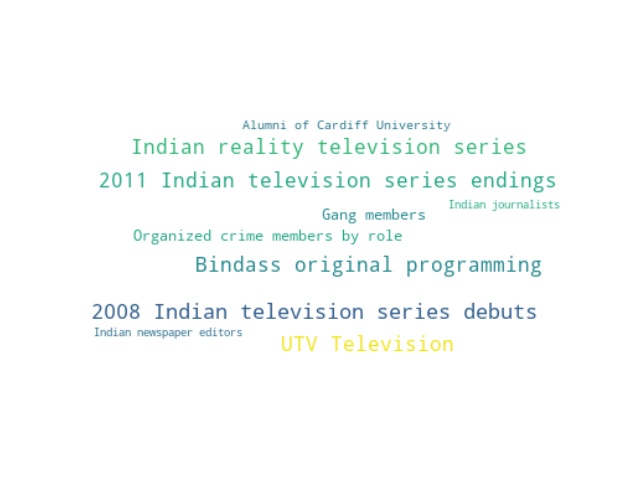 Alumni of Cardiff University
Indian reality television series
2011 Indian television series endings
Indian journalists
Gang members
Organized crime members by role
Bindass original programming
2008 Indian television series debuts
Indian newspaper editors
UTV Television